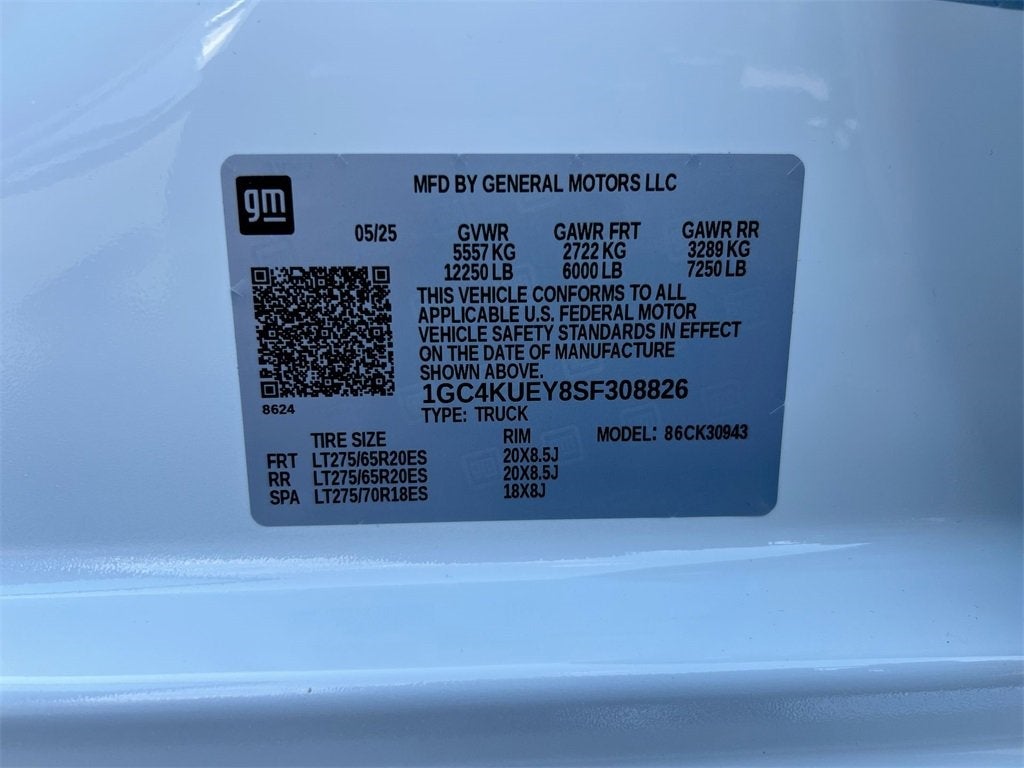 gm
MFD BY GENERAL MOTORS LLC
05/25 GVWR GAWR FRT GAWR RR
5557 KG 2722 KG 3289 KG
12250 LB 6000 LB 7250 LB
THIS VEHICLE CONFORMS TO ALL
APPLICABLE U.S. FEDERAL MOTOR
VEHICLE SAFETY STANDARDS IN EFFECT
ON THE DATE OF MANUFACTURE
SHOWN ABOVE.
1GC4KUEY8SF308826
8624
TYPE: TRUCK
TIRE SIZE RIM MODEL: 86CK30943
FRT LT275/65R20ES 20X8.5J
RR LT275/65R20ES 20X8.5J
SPA LT275/70R18ES 18X8J